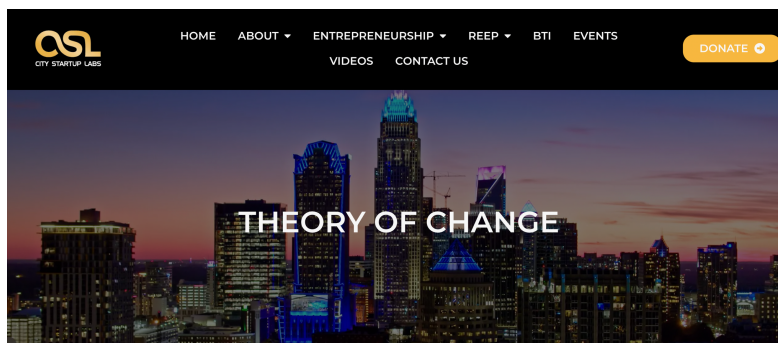 CSL
CITY STARTUP LABS
HOME ABOUT ENTREPRENEURSHIP REEP BTI EVENTS
VIDEOS CONTACT US
DONATE
THEORY OF CHANGE